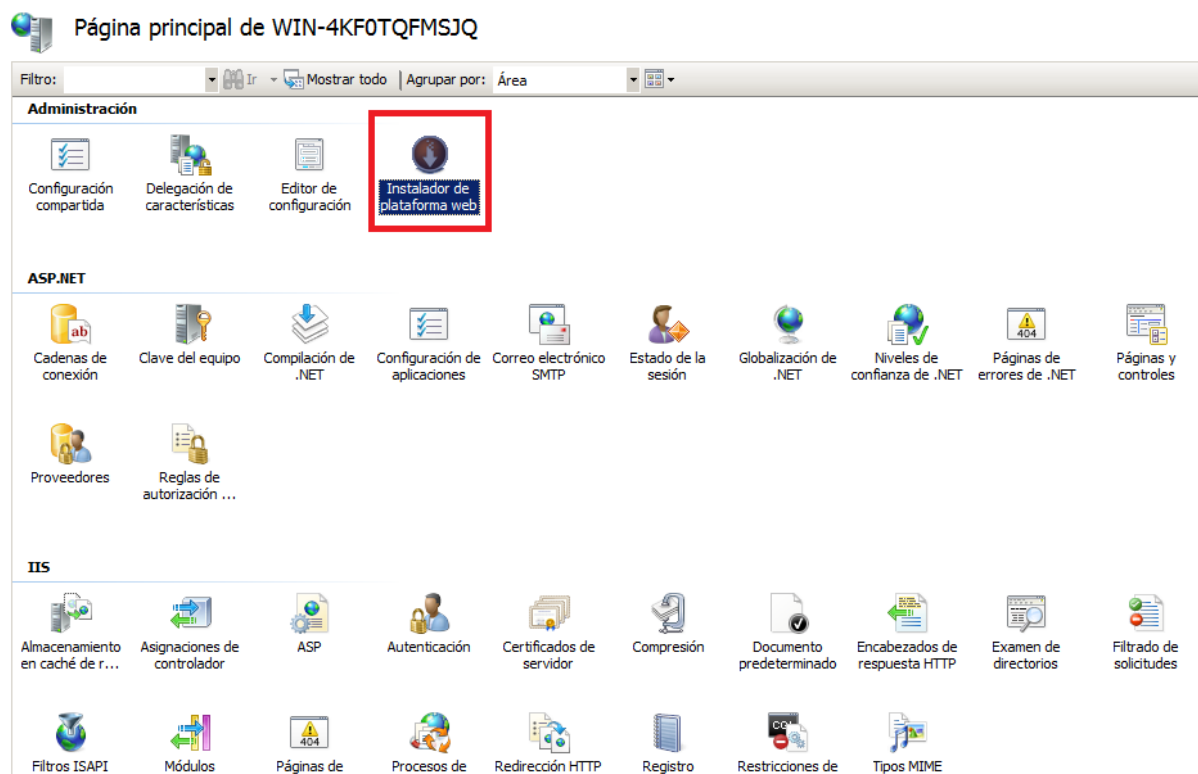 Página principal de WIN-4KF0TQFMSJQ
Filtro: Ir Mostrar todo Agrupar por: Área
Administración
Configuración compartida
Delegación de características
Editor de configuración
Instalador de plataforma web
ASP.NET
Cadenas de conexión
Clave del equipo
Compilación de .NET
Configuración de aplicaciones
Correo electrónico SMTP
Estado de la sesión
Globalización de .NET
Niveles de confianza de .NET
Páginas de errores de .NET
Páginas y controles
Proveedores
Reglas de autorización ...
IIS
Almacenamiento en caché de r...
Asignaciones de controlador
ASP
Autenticación
Certificados de servidor
Compresión
Documento predeterminado
Encabezados de respuesta HTTP
Examen de directorios
Filtrado de solicitudes
Filtros ISAPI
Módulos
Páginas de
Procesos de
Redirección HTTP
Registro
Restricciones de
Tipos MIME